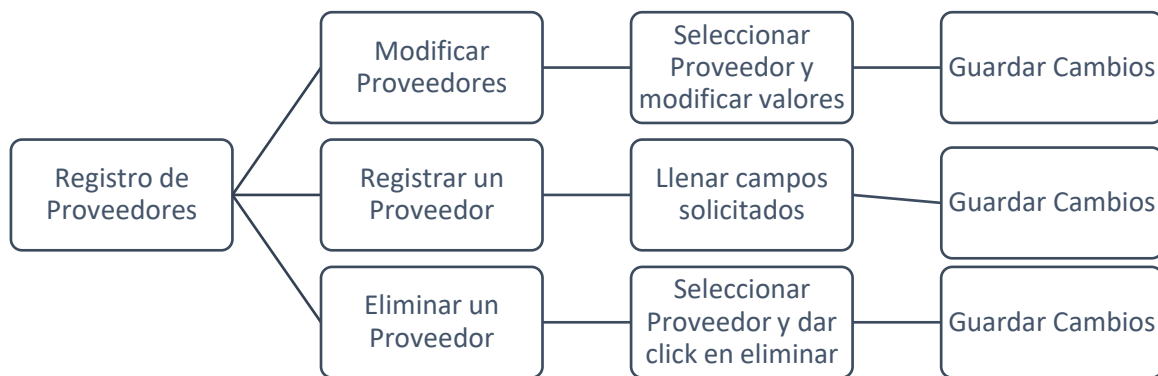 Registro de
Proveedores
Modificar
Proveedores
Seleccionar
Proveedor y
modificar valores
Guardar Cambios
Registrar un
Proveedor
Llenar campos
solicitados
Guardar Cambios
Eliminar un
Proveedor
Seleccionar
Proveedor y dar
click en eliminar
Guardar Cambios